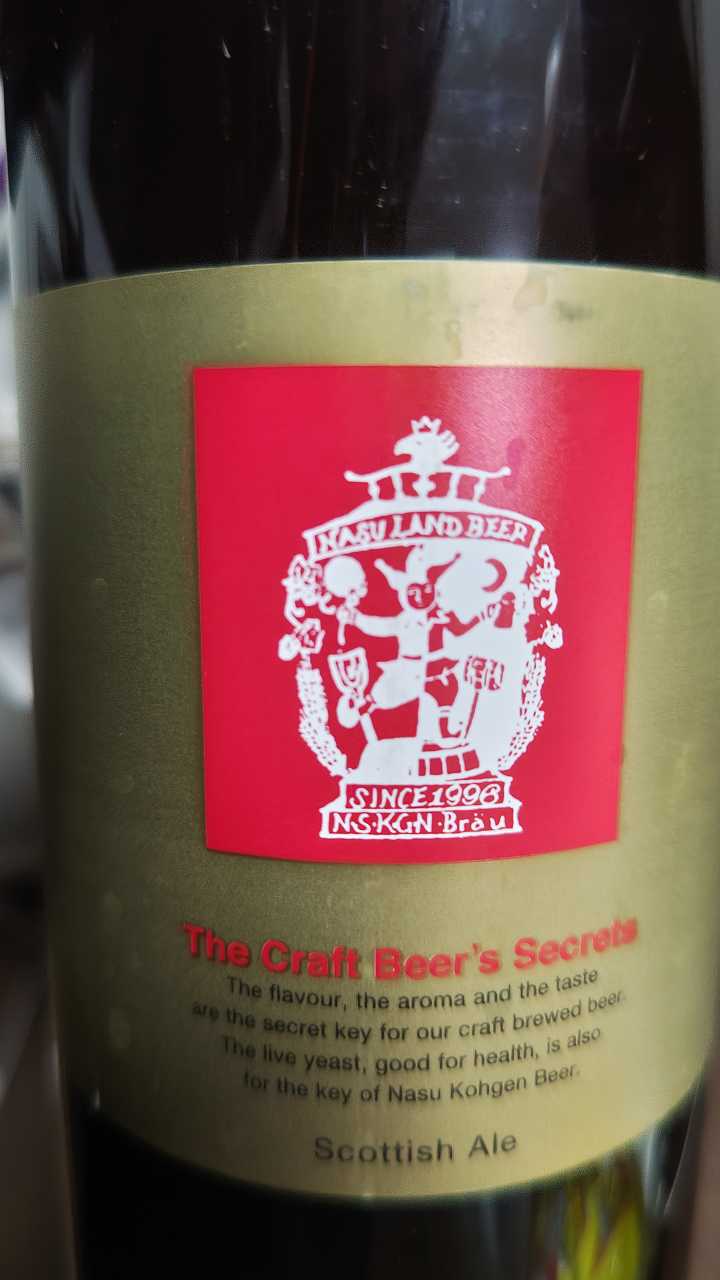 NASU LAND BEER
SINCE 1996
N·S·K·G·N·Bräu
The Craft Beer's Secrets
The flavour, the aroma and the taste
are the secret key for our craft brewed beer.
The live yeast, good for health, is also
for the key of Nasu Kohgen Beer.
Scottish Ale